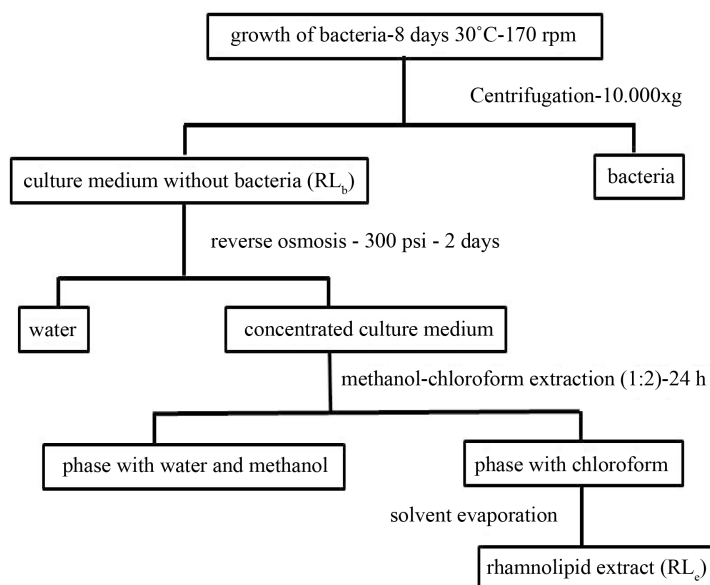 growth of bacteria-8 days 30˚C-170 rpm
Centrifugation-10.000xg
culture medium without bacteria (RLb)
bacteria
reverse osmosis - 300 psi - 2 days
water
concentrated culture medium
methanol-chloroform extraction (1:2)-24 h
phase with water and methanol
phase with chloroform
solvent evaporation
rhamnolipid extract (RLe)